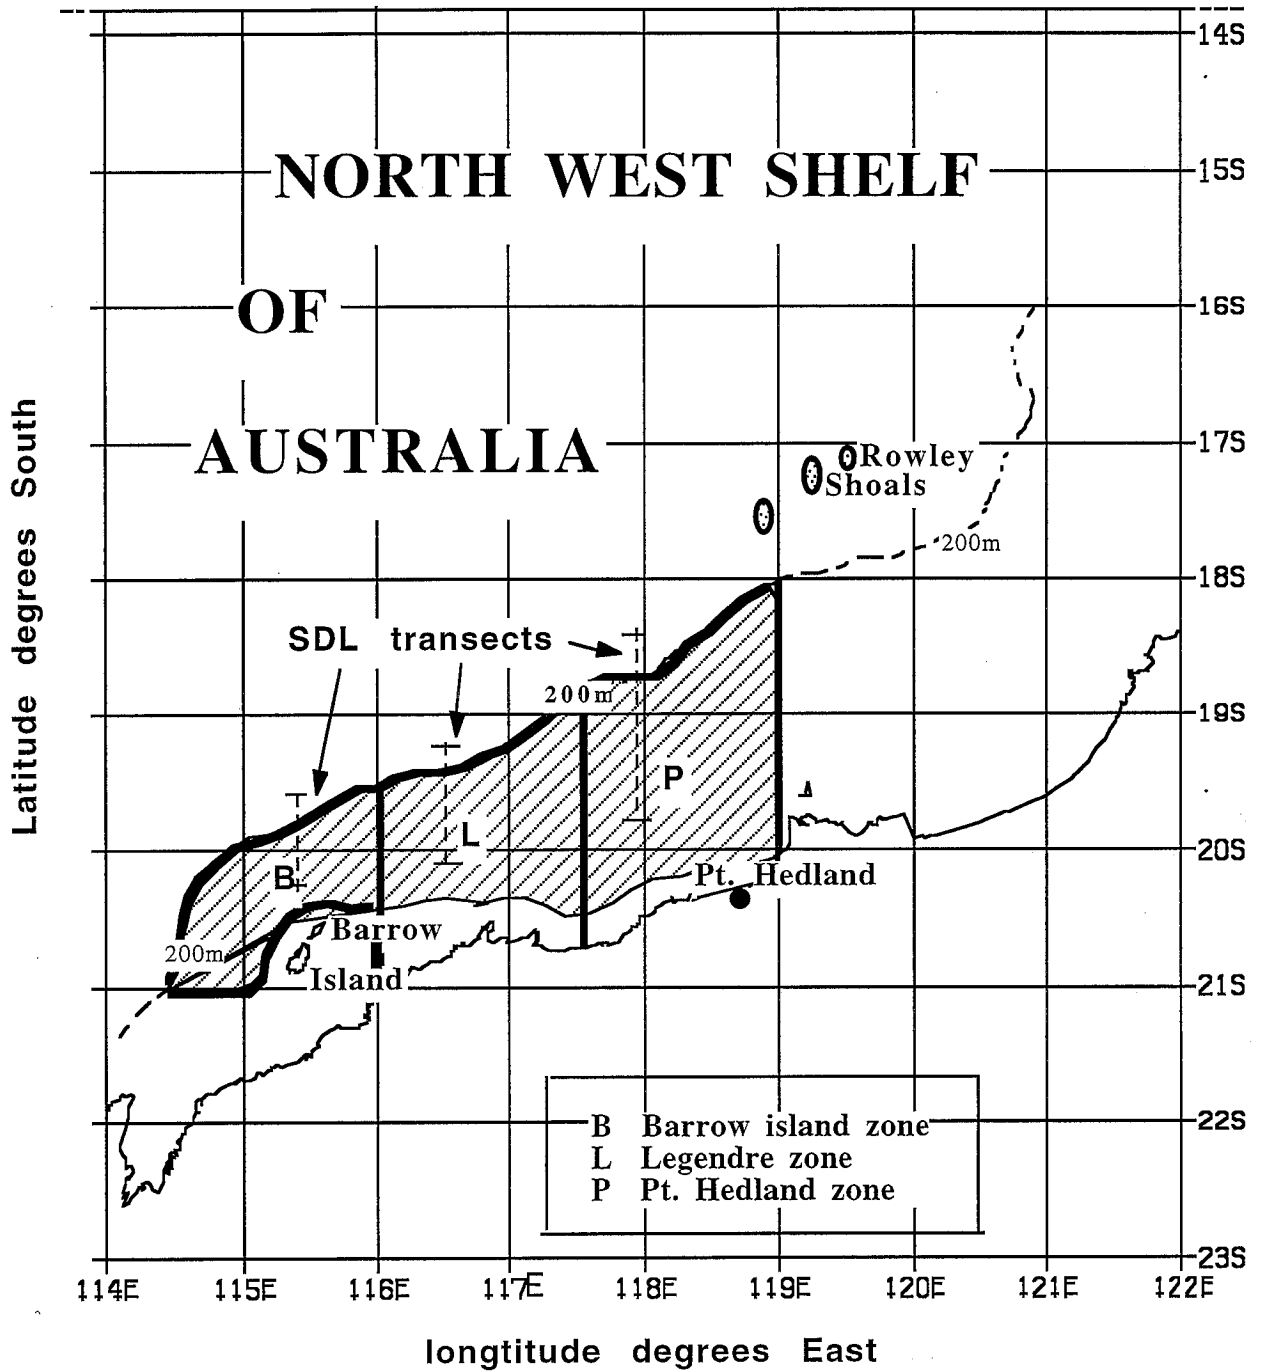 14S
NORTH WEST SHELF
15S
OF
16S
AUSTRALIA
17S
Rowley
Shoals
200m
18S
SDL transects
200m
19S
P
L
20S
B
Pt. Hedland
Barrow
200m
Island
21S
B Barrow island zone
22S
L Legendre zone
P Pt. Hedland zone
23S
114E 115E 116E 117E 118E 119E 120E 121E 122E
longtitude degrees East
Latitude degrees South